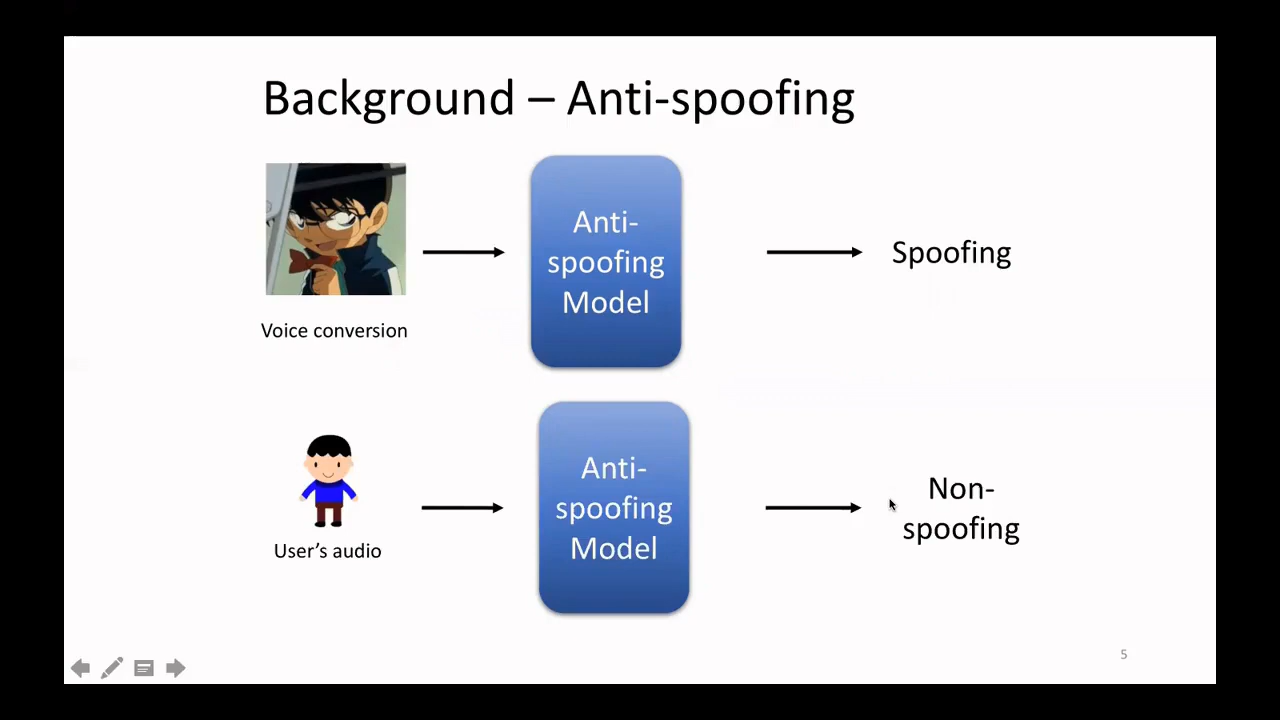 Background – Anti-spoofing
Anti-
spoofing
Model
Spoofing
Voice conversion
Anti-
spoofing
Model
Non-
spoofing
User’s audio
5